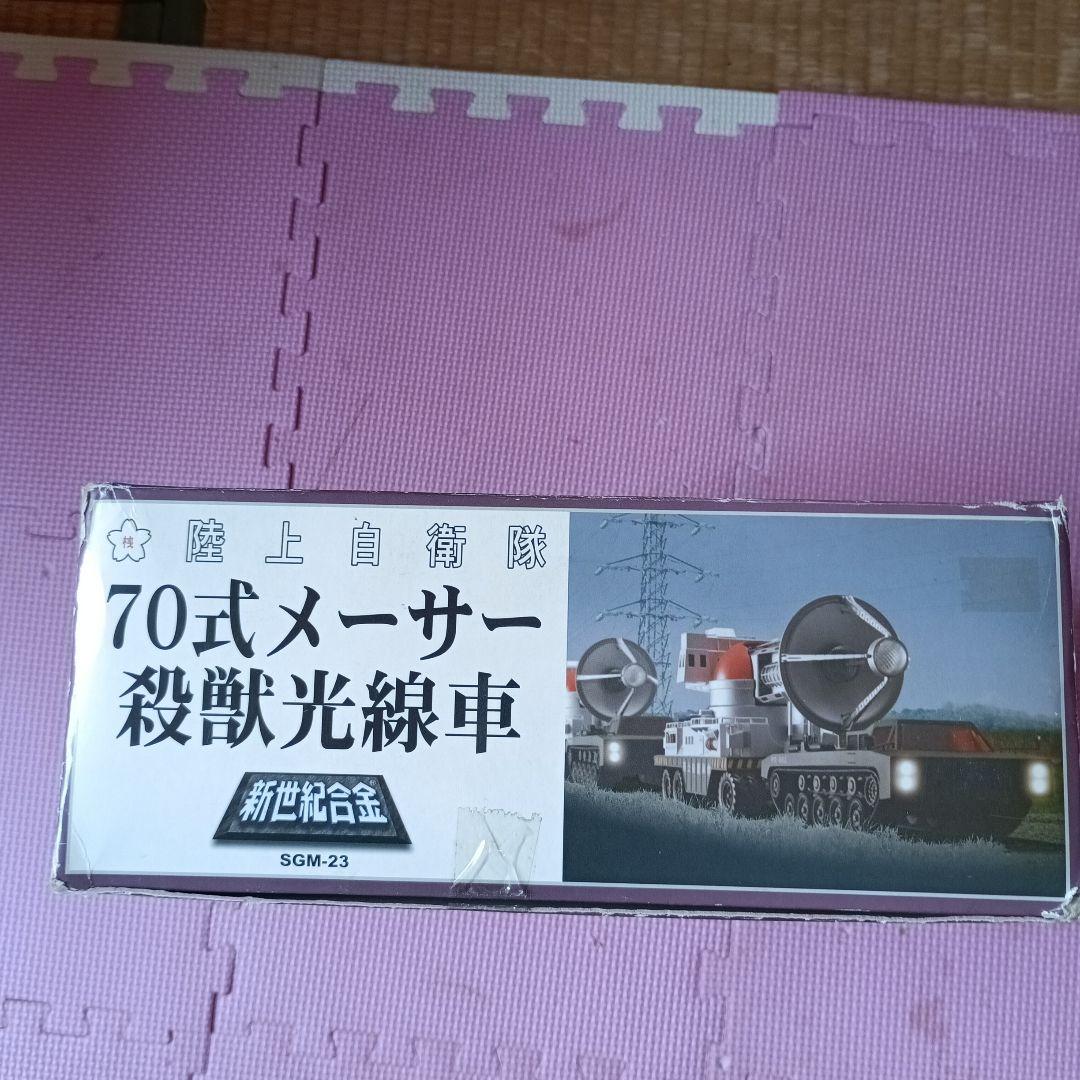 桟
陸上自衛隊
70式メーサー
殺獣光線車
新世紀合金®
SGM-23